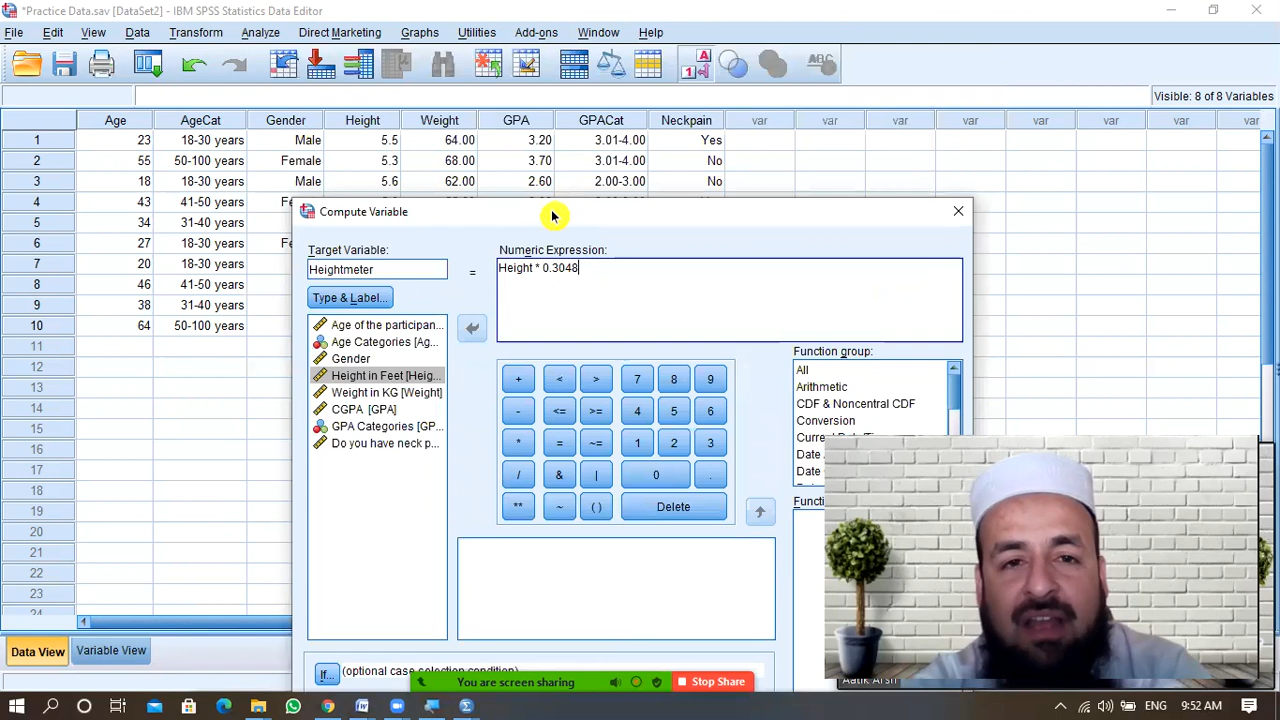 *Practice Data.sav [DataSet2] - IBM SPSS Statistics Data Editor
File Edit View Data Transform Analyze Direct Marketing Graphs Utilities Add-ons Window Help
Visible: 8 of 8 Variables
Age AgeCat Gender Height Weight GPA GPACat Neckpain var var var var var var
1 23 18-30 years Male 5.5 64.00 3.20 3.01-4.00 Yes
2 55 50-100 years Female 5.3 68.00 3.70 3.01-4.00 No
3 18 18-30 years Male 5.6 62.00 2.60 2.00-3.00 No
4 43 41-50 years
5 34 31-40 years
6 27 18-30 years
7 20 18-30 years
8 46 41-50 years
9 38 31-40 years
10 64 50-100 years
11
12
13
14
15
16
17
18
19
20
21
22
23
24
Compute Variable
Target Variable:
Heightmeter
=
Numeric Expression:
Height * 0.3048
Type & Label...
Age of the participan...
Age Categories [Ag...
Gender
Height in Feet [Heig...
Weight in KG [Weight]
CGPA [GPA]
GPA Categories [GP...
Do you have neck p...
+ < > 7 8 9
- <= >= 4 5 6
* = ~= 1 2 3
/ & | 0 .
** ~ ( ) Delete
Function group:
All
Arithmetic
CDF & Noncentral CDF
Conversion
If... (optional case selection condition)
Data View Variable View
You are screen sharing Stop Share
Aatik Arsh
ENG 9:52 AM